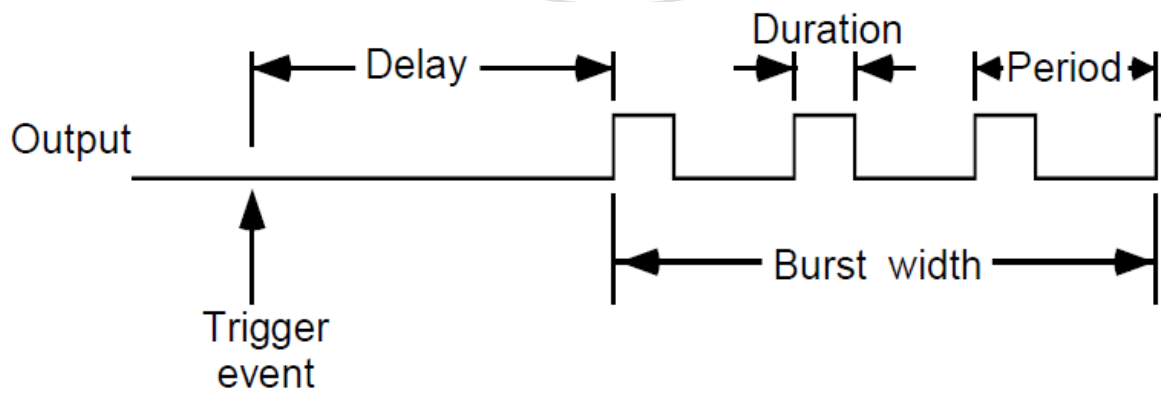 Duration
Delay
Period
Output
Burst width
Trigger
event